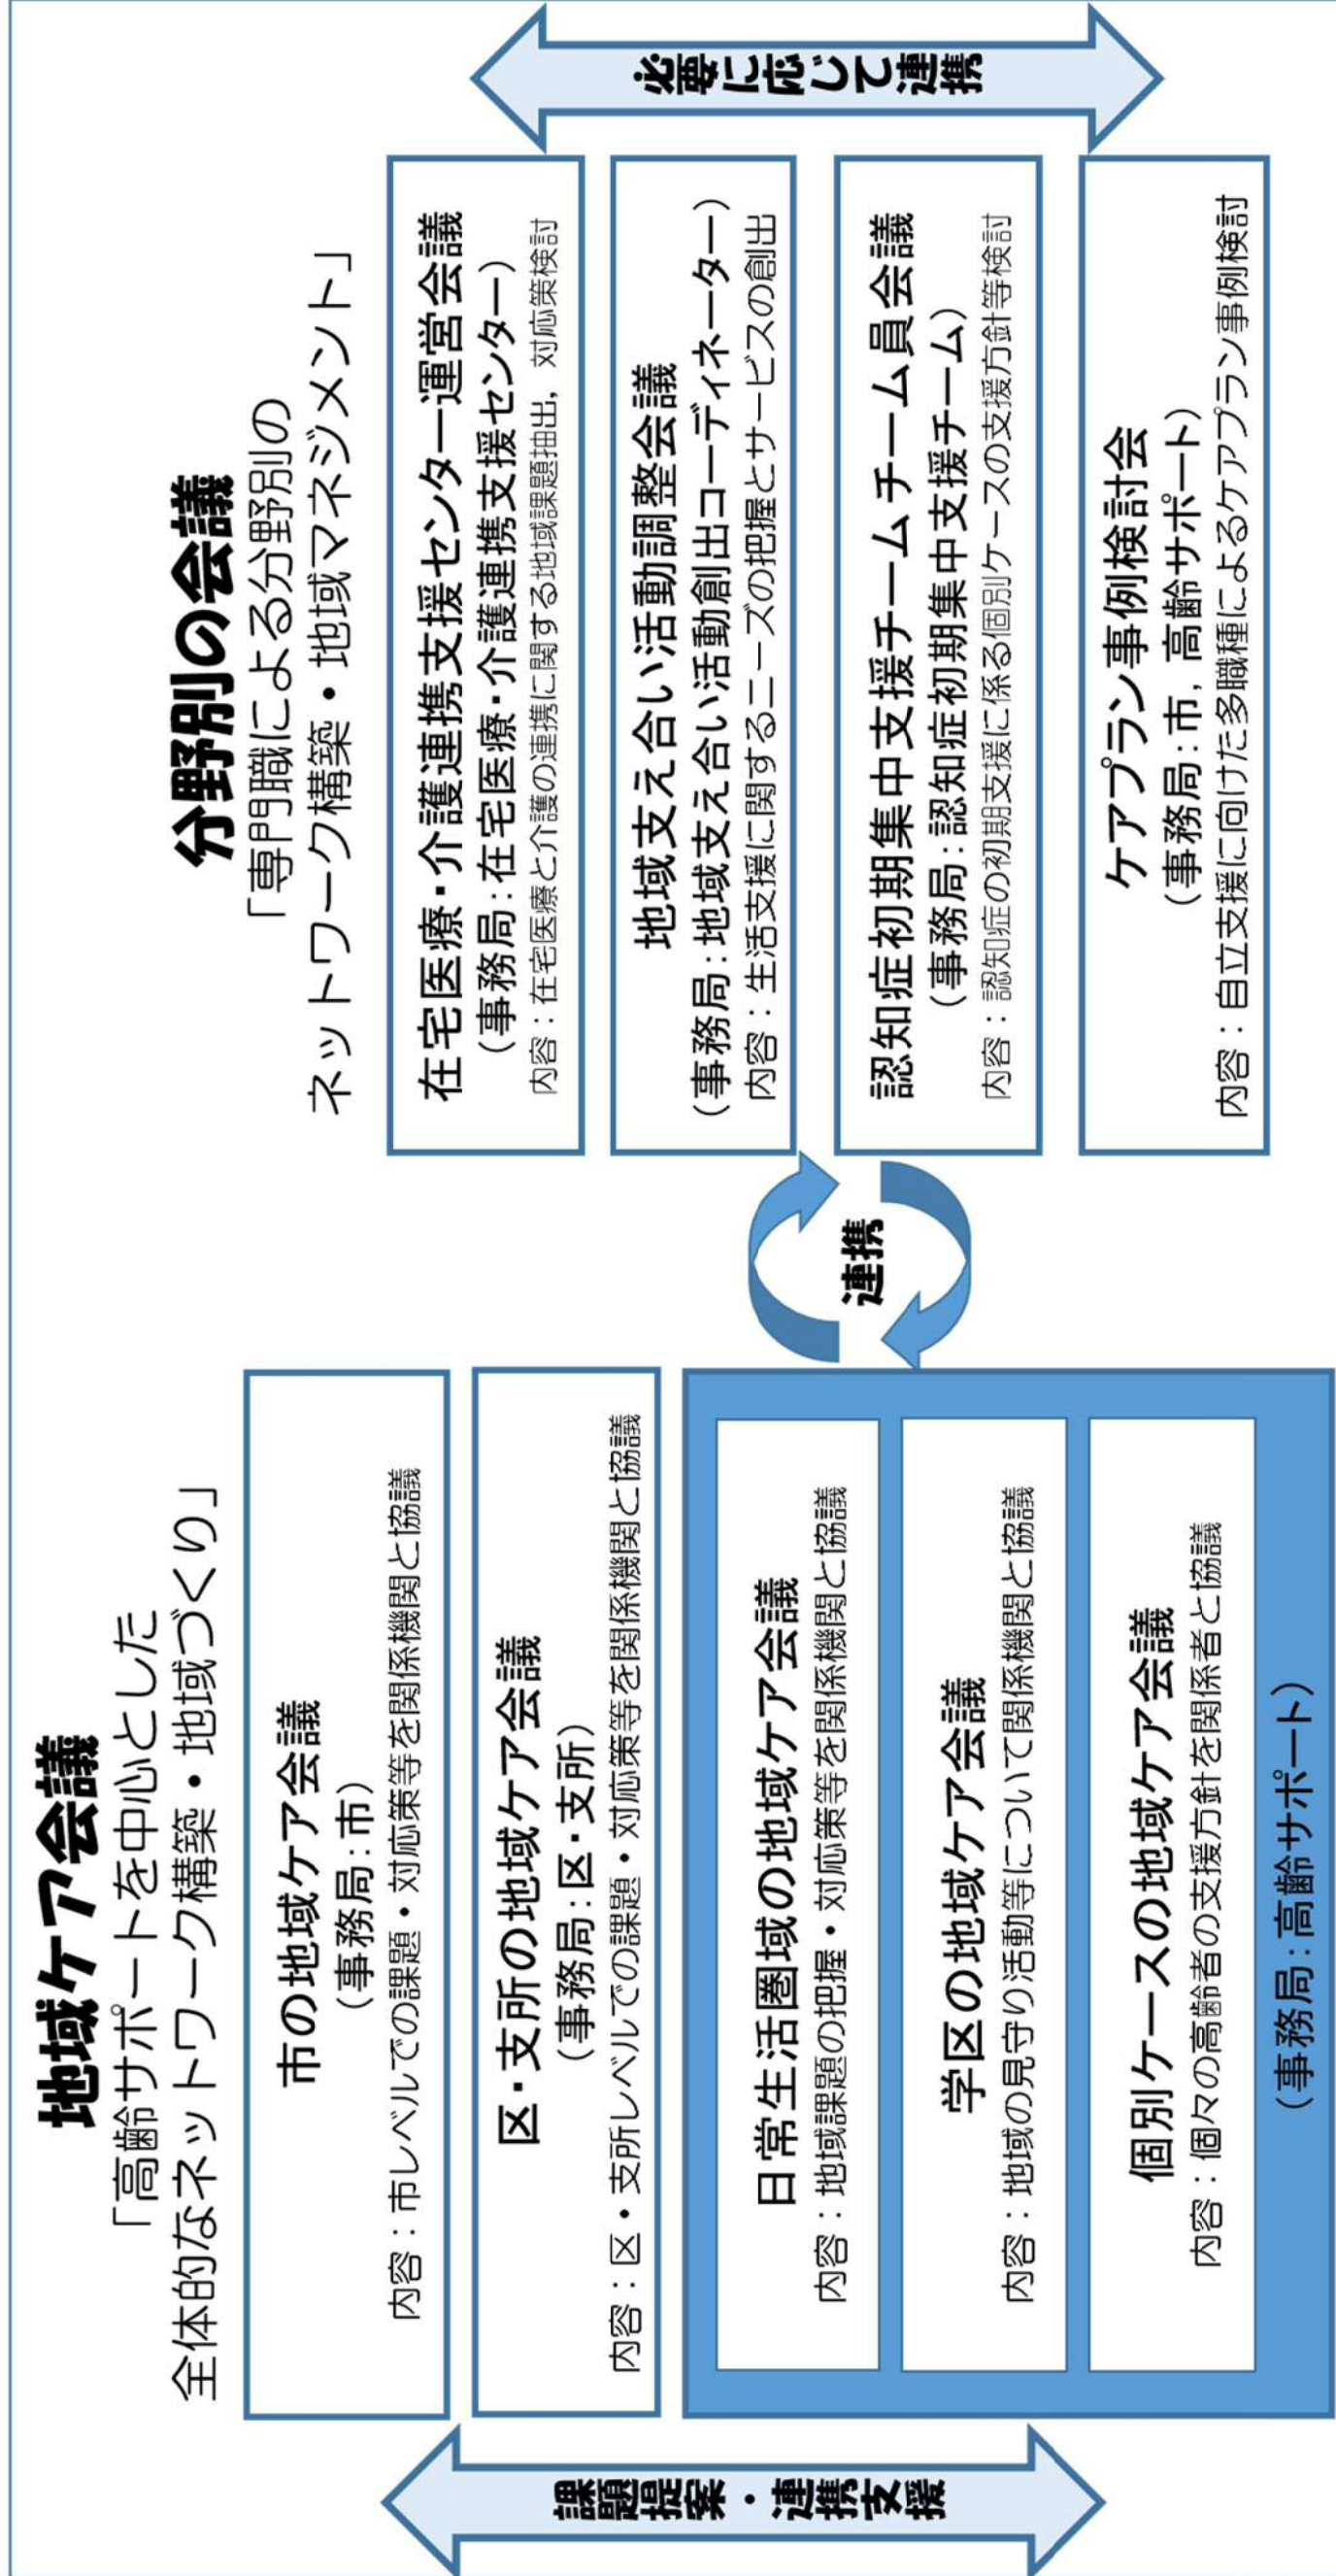 地域ケア会議
「高齢サポートを中心とした
全体的なネットワーク構築・地域づくり」
課題提案・連携支援
市の地域ケア会議
（事務局：市）
内容：市レベルでの課題・対応策等を関係機関と協議
区・支所の地域ケア会議
（事務局：区・支所）
内容：区・支所レベルでの課題・対応策等を関係機関と協議
日常生活圏域の地域ケア会議
内容：地域課題の把握・対応策等を関係機関と協議
学区の地域ケア会議
内容：地域の見守り活動等について関係機関と協議
個別ケースの地域ケア会議
内容：個々の高齢者の支援方針を関係者と協議
（事務局：高齢サポート）
連携
分野別の会議
「専門職による分野別の
ネットワーク構築・地域マネジメント」
在宅医療・介護連携支援センター運営会議
（事務局：在宅医療・介護連携支援センター）
内容：在宅医療と介護の連携に関する地域課題抽出，対応策検討
地域支え合い活動調整会議
（事務局：地域支え合い活動創出コーディネーター）
内容：生活支援に関するニーズの把握とサービスの創出
認知症初期集中支援チームチーム員会議
（事務局：認知症初期集中支援チーム）
内容：認知症の初期支援に係る個別ケースの支援方針等検討
ケアプラン事例検討会
（事務局：市，高齢サポート）
内容：自立支援に向けた多職種によるケアプラン事例検討
必要に応じて連携